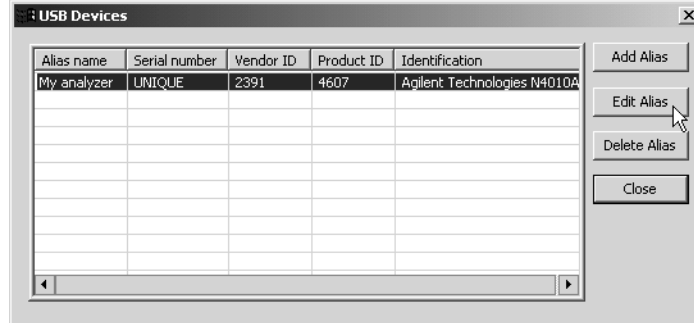 USB Devices
Alias name Serial number Vendor ID Product ID Identification
My analyzer UNIQUE 2391 4607 Agilent Technologies N4010A
Add Alias
Edit Alias
Delete Alias
Close